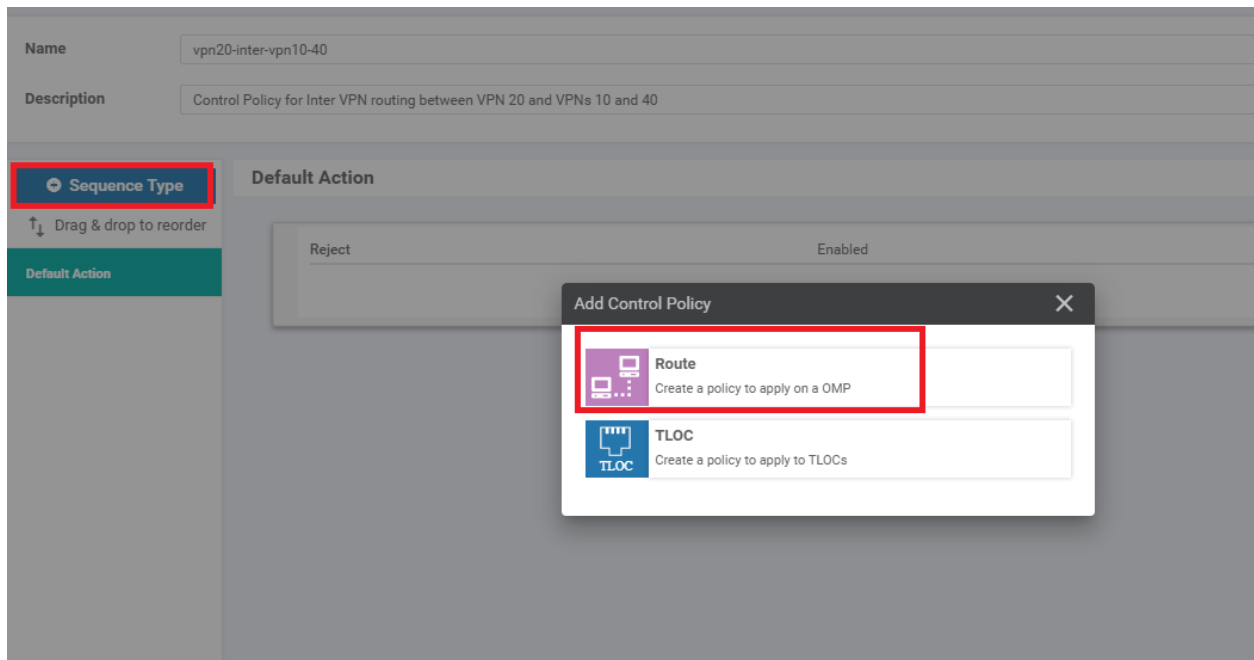 Name
vpn20-inter-vpn10-40
Description
Control Policy for Inter VPN routing between VPN 20 and VPNs 10 and 40
Sequence Type
Drag & drop to reorder
Default Action
Default Action
Reject
Enabled
Add Control Policy
Route
Create a policy to apply on a OMP
TLOC
TLOC
Create a policy to apply to TLOCs